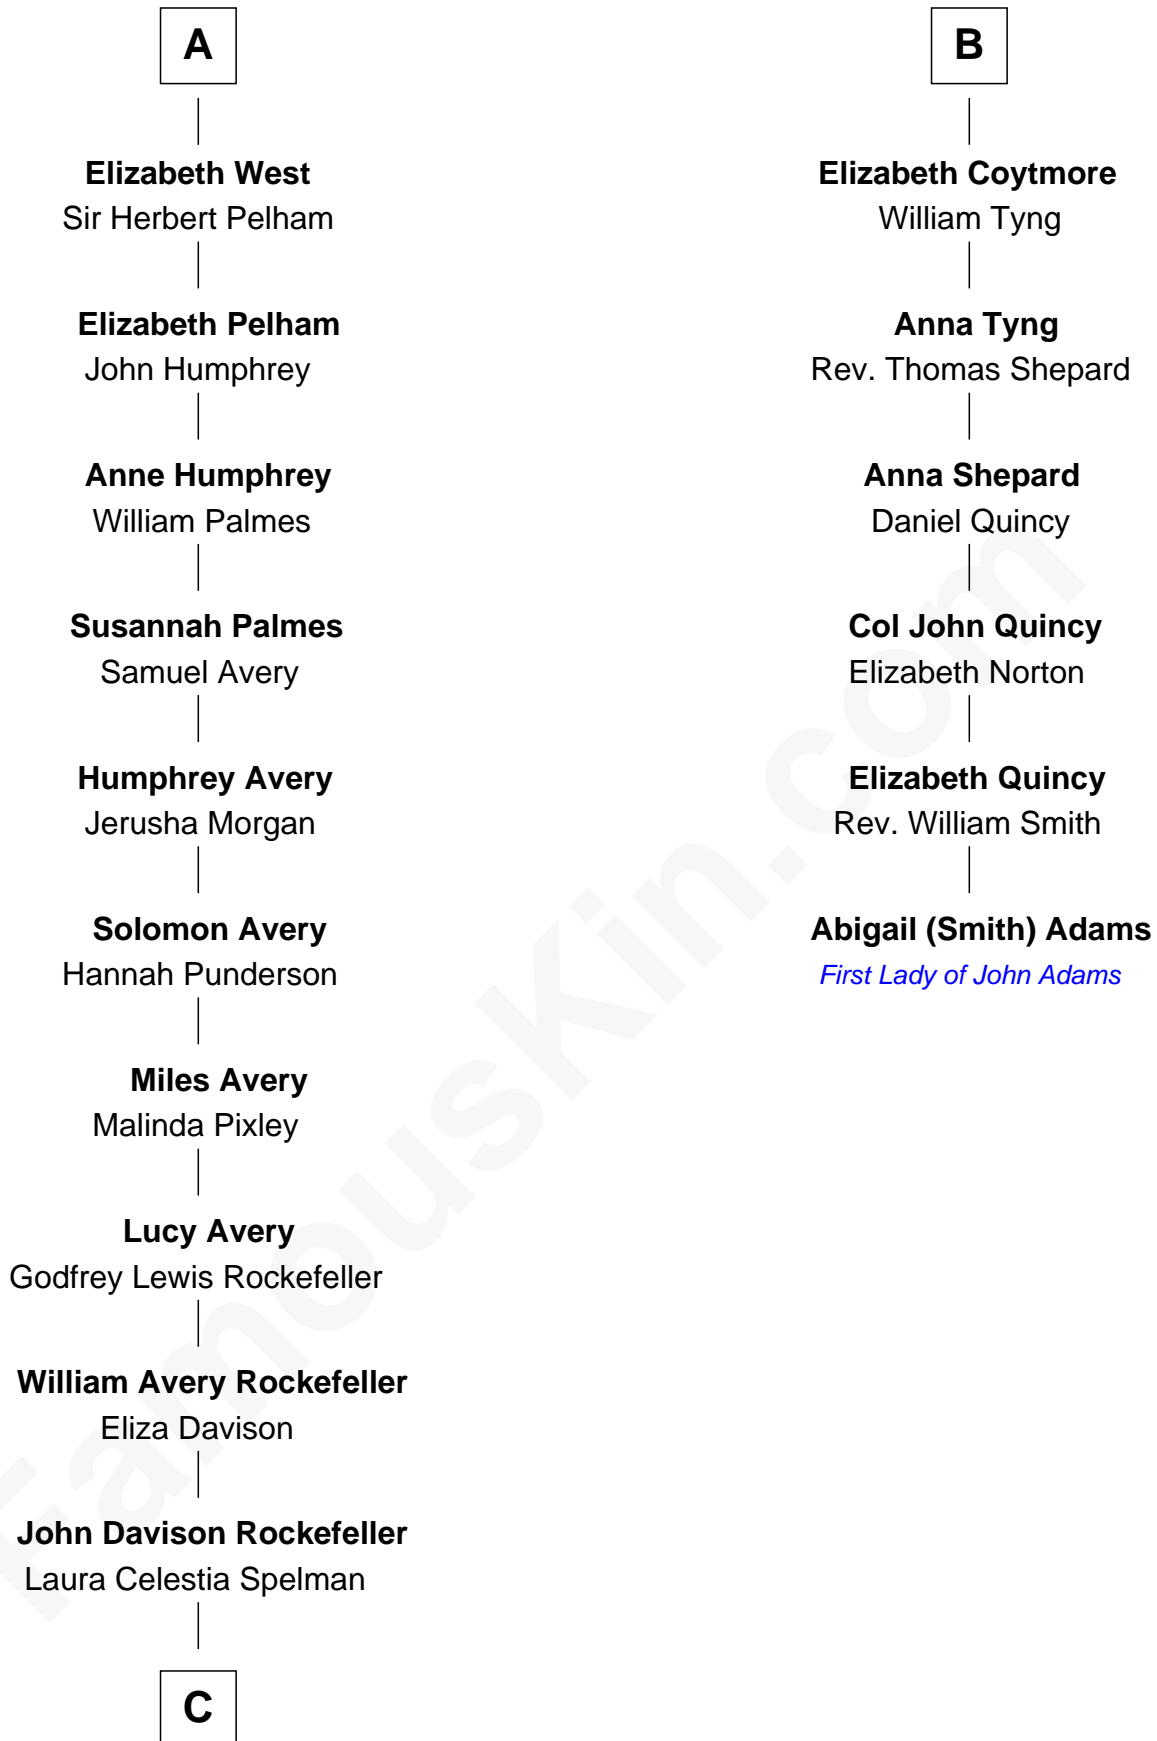 A
Elizabeth West
Sir Herbert Pelham
Elizabeth Pelham
John Humphrey
Anne Humphrey
William Palmes
Susannah Palmes
Samuel Avery
Humphrey Avery
Jerusha Morgan
Solomon Avery
Hannah Punderson
Miles Avery
Malinda Pixley
Lucy Avery
Godfrey Lewis Rockefeller
William Avery Rockefeller
Eliza Davison
John Davison Rockefeller
Laura Celestia Spelman
C
B
Elizabeth Coytmore
William Tyng
Anna Tyng
Rev. Thomas Shepard
Anna Shepard
Daniel Quincy
Col John Quincy
Elizabeth Norton
Elizabeth Quincy
Rev. William Smith
Abigail (Smith) Adams
First Lady of John Adams
FamousKin.com